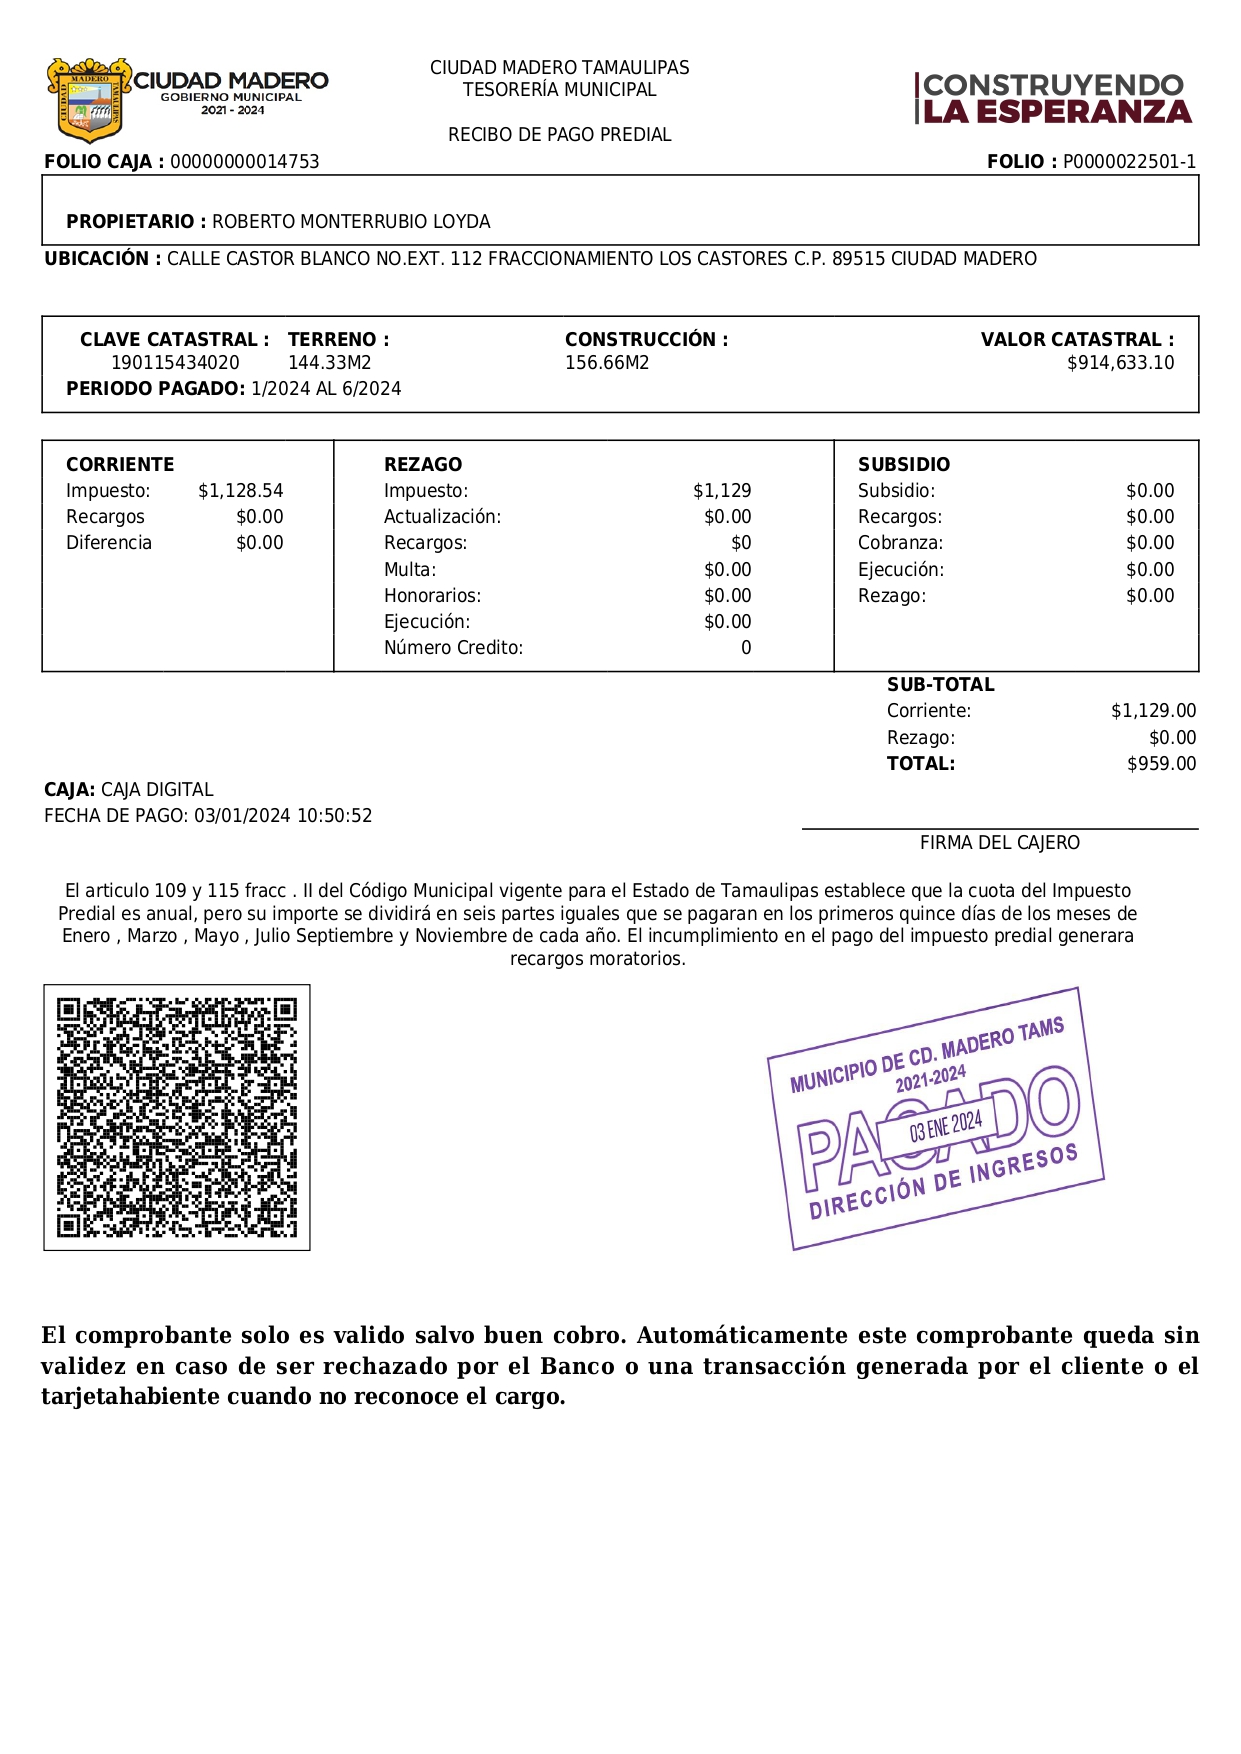 MADERO
CIUDAD
TAMAULIPAS
CIUDAD MADERO
GOBIERNO MUNICIPAL
2021 - 2024
CIUDAD MADERO TAMAULIPAS
TESORERÍA MUNICIPAL
RECIBO DE PAGO PREDIAL
CONSTRUYENDO
LA ESPERANZA
FOLIO CAJA : 00000000014753 FOLIO : P0000022501-1
PROPIETARIO : ROBERTO MONTERRUBIO LOYDA
UBICACIÓN : CALLE CASTOR BLANCO NO.EXT. 112 FRACCIONAMIENTO LOS CASTORES C.P. 89515 CIUDAD MADERO
CLAVE CATASTRAL : TERRENO : CONSTRUCCIÓN : VALOR CATASTRAL :
190115434020 144.33M2 156.66M2 $914,633.10
PERIODO PAGADO: 1/2024 AL 6/2024
CORRIENTE
Impuesto: $1,128.54
Recargos $0.00
Diferencia $0.00
REZAGO
Impuesto: $1,129
Actualización: $0.00
Recargos: $0
Multa: $0.00
Honorarios: $0.00
Ejecución: $0.00
Número Credito: 0
SUBSIDIO
Subsidio: $0.00
Recargos: $0.00
Cobranza: $0.00
Ejecución: $0.00
Rezago: $0.00
SUB-TOTAL
Corriente: $1,129.00
Rezago: $0.00
TOTAL: $959.00
CAJA: CAJA DIGITAL
FECHA DE PAGO: 03/01/2024 10:50:52
FIRMA DEL CAJERO
El articulo 109 y 115 fracc . II del Código Municipal vigente para el Estado de Tamaulipas establece que la cuota del Impuesto
Predial es anual, pero su importe se dividirá en seis partes iguales que se pagaran en los primeros quince días de los meses de
Enero , Marzo , Mayo , Julio Septiembre y Noviembre de cada año. El incumplimiento en el pago del impuesto predial generara
recargos moratorios.
MUNICIPIO DE CD. MADERO TAMS
2021-2024
PAGADO
03 ENE 2024
DIRECCIÓN DE INGRESOS
El comprobante solo es valido salvo buen cobro. Automáticamente este comprobante queda sin
validez en caso de ser rechazado por el Banco o una transacción generada por el cliente o el
tarjetahabiente cuando no reconoce el cargo.